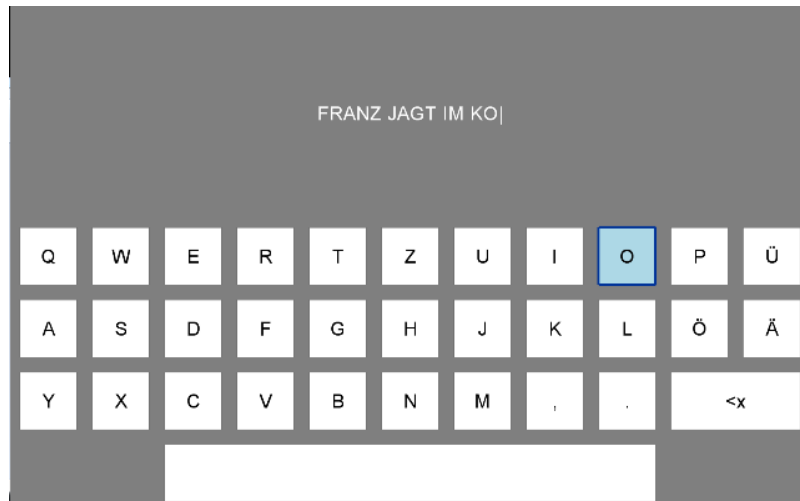 FRANZ JAGT IM KO|
Q W E R T Z U I O P Ü
A S D F G H J K L Ö Ä
Y X C V B N M , . <x